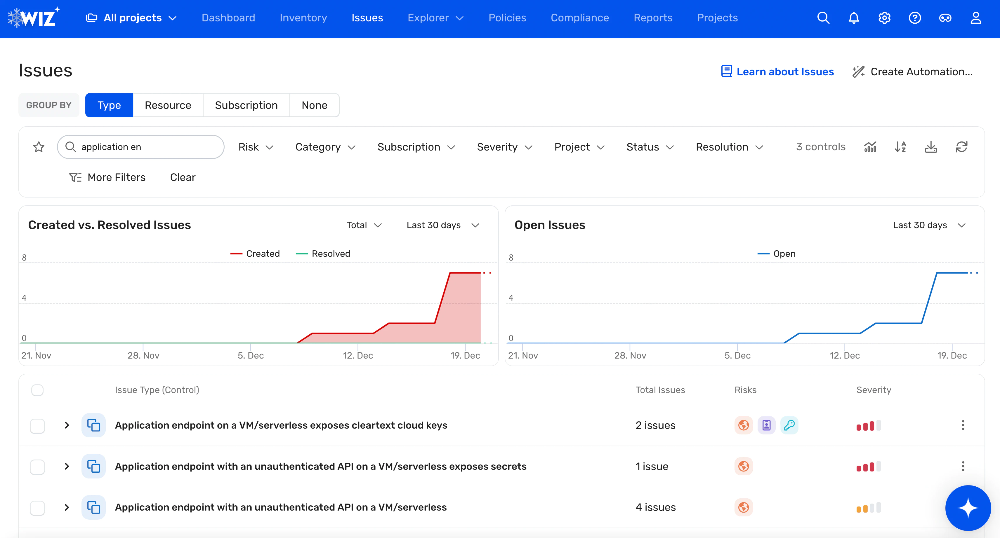 WIZ All projects Dashboard Inventory Issues Explorer Policies Compliance Reports Projects
Issues
Learn about Issues Create Automation...
GROUP BY Type Resource Subscription None
application en Risk Category Subscription Severity Project Status Resolution 3 controls
More Filters Clear
Created vs. Resolved Issues Total Last 30 days
Created Resolved
8
4
0
21. Nov 28. Nov 5. Dec 12. Dec 19. Dec
Open Issues Last 30 days
Open
8
4
0
21. Nov 28. Nov 5. Dec 12. Dec 19. Dec
Issue Type (Control) Total Issues Risks Severity
Application endpoint on a VM/serverless exposes cleartext cloud keys 2 issues
Application endpoint with an unauthenticated API on a VM/serverless exposes secrets 1 issue
Application endpoint with an unauthenticated API on a VM/serverless 4 issues